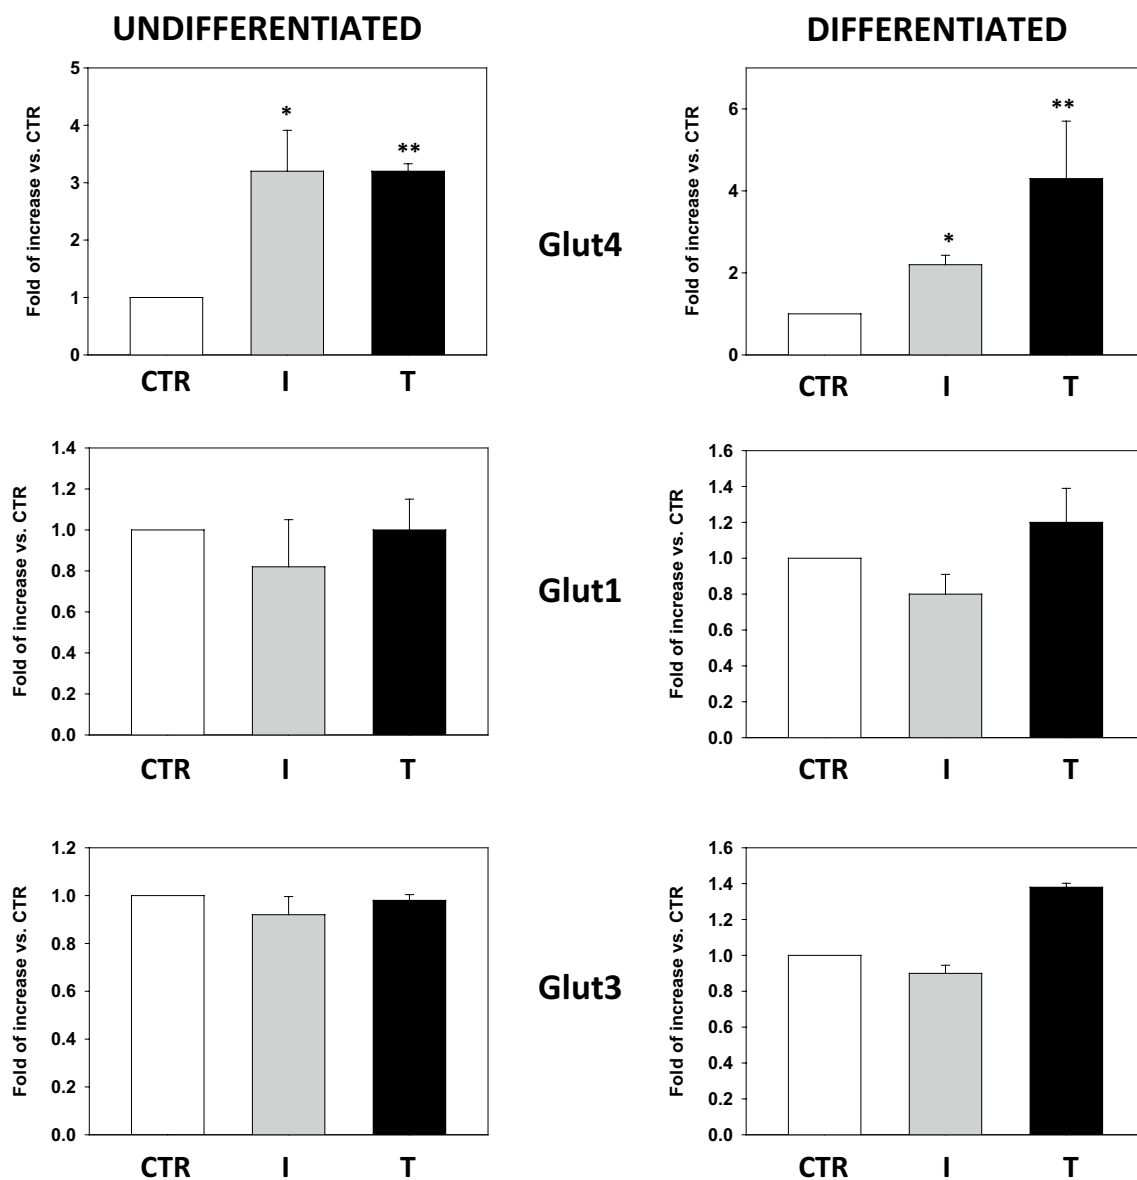 UNDIFFERENTIATED
DIFFERENTIATED
Fold of increase vs. CTR
5
4
3
2
1
0
*
**
CTR I T
Glut4
Fold of increase vs. CTR
6
4
2
0
*
**
CTR I T
Fold of increase vs. CTR
1.4
1.2
1.0
0.8
0.6
0.4
0.2
0.0
CTR I T
Glut1
Fold of increase vs. CTR
1.6
1.4
1.2
1.0
0.8
0.6
0.4
0.2
0.0
CTR I T
Fold of increase vs. CTR
1.2
1.0
0.8
0.6
0.4
0.2
0.0
CTR I T
Glut3
Fold of increase vs. CTR
1.6
1.4
1.2
1.0
0.8
0.6
0.4
0.2
0.0
CTR I T